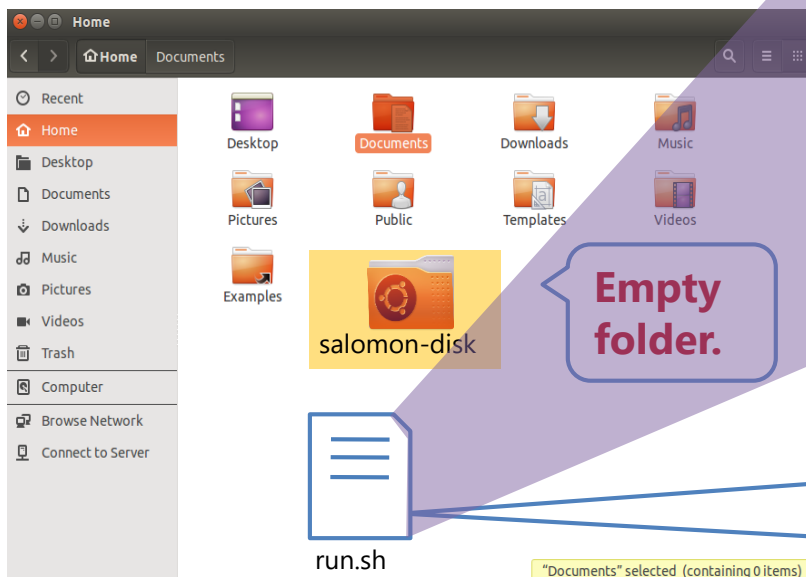 Home
Home Documents
Recent
Home
Desktop
Documents
Downloads
Music
Pictures
Videos
Trash
Computer
Browse Network
Connect to Server
Desktop
Documents
Downloads
Music
Pictures
Public
Templates
Videos
Examples
salomon-disk
Empty
folder.
run.sh
“Documents” selected (containing 0 items)